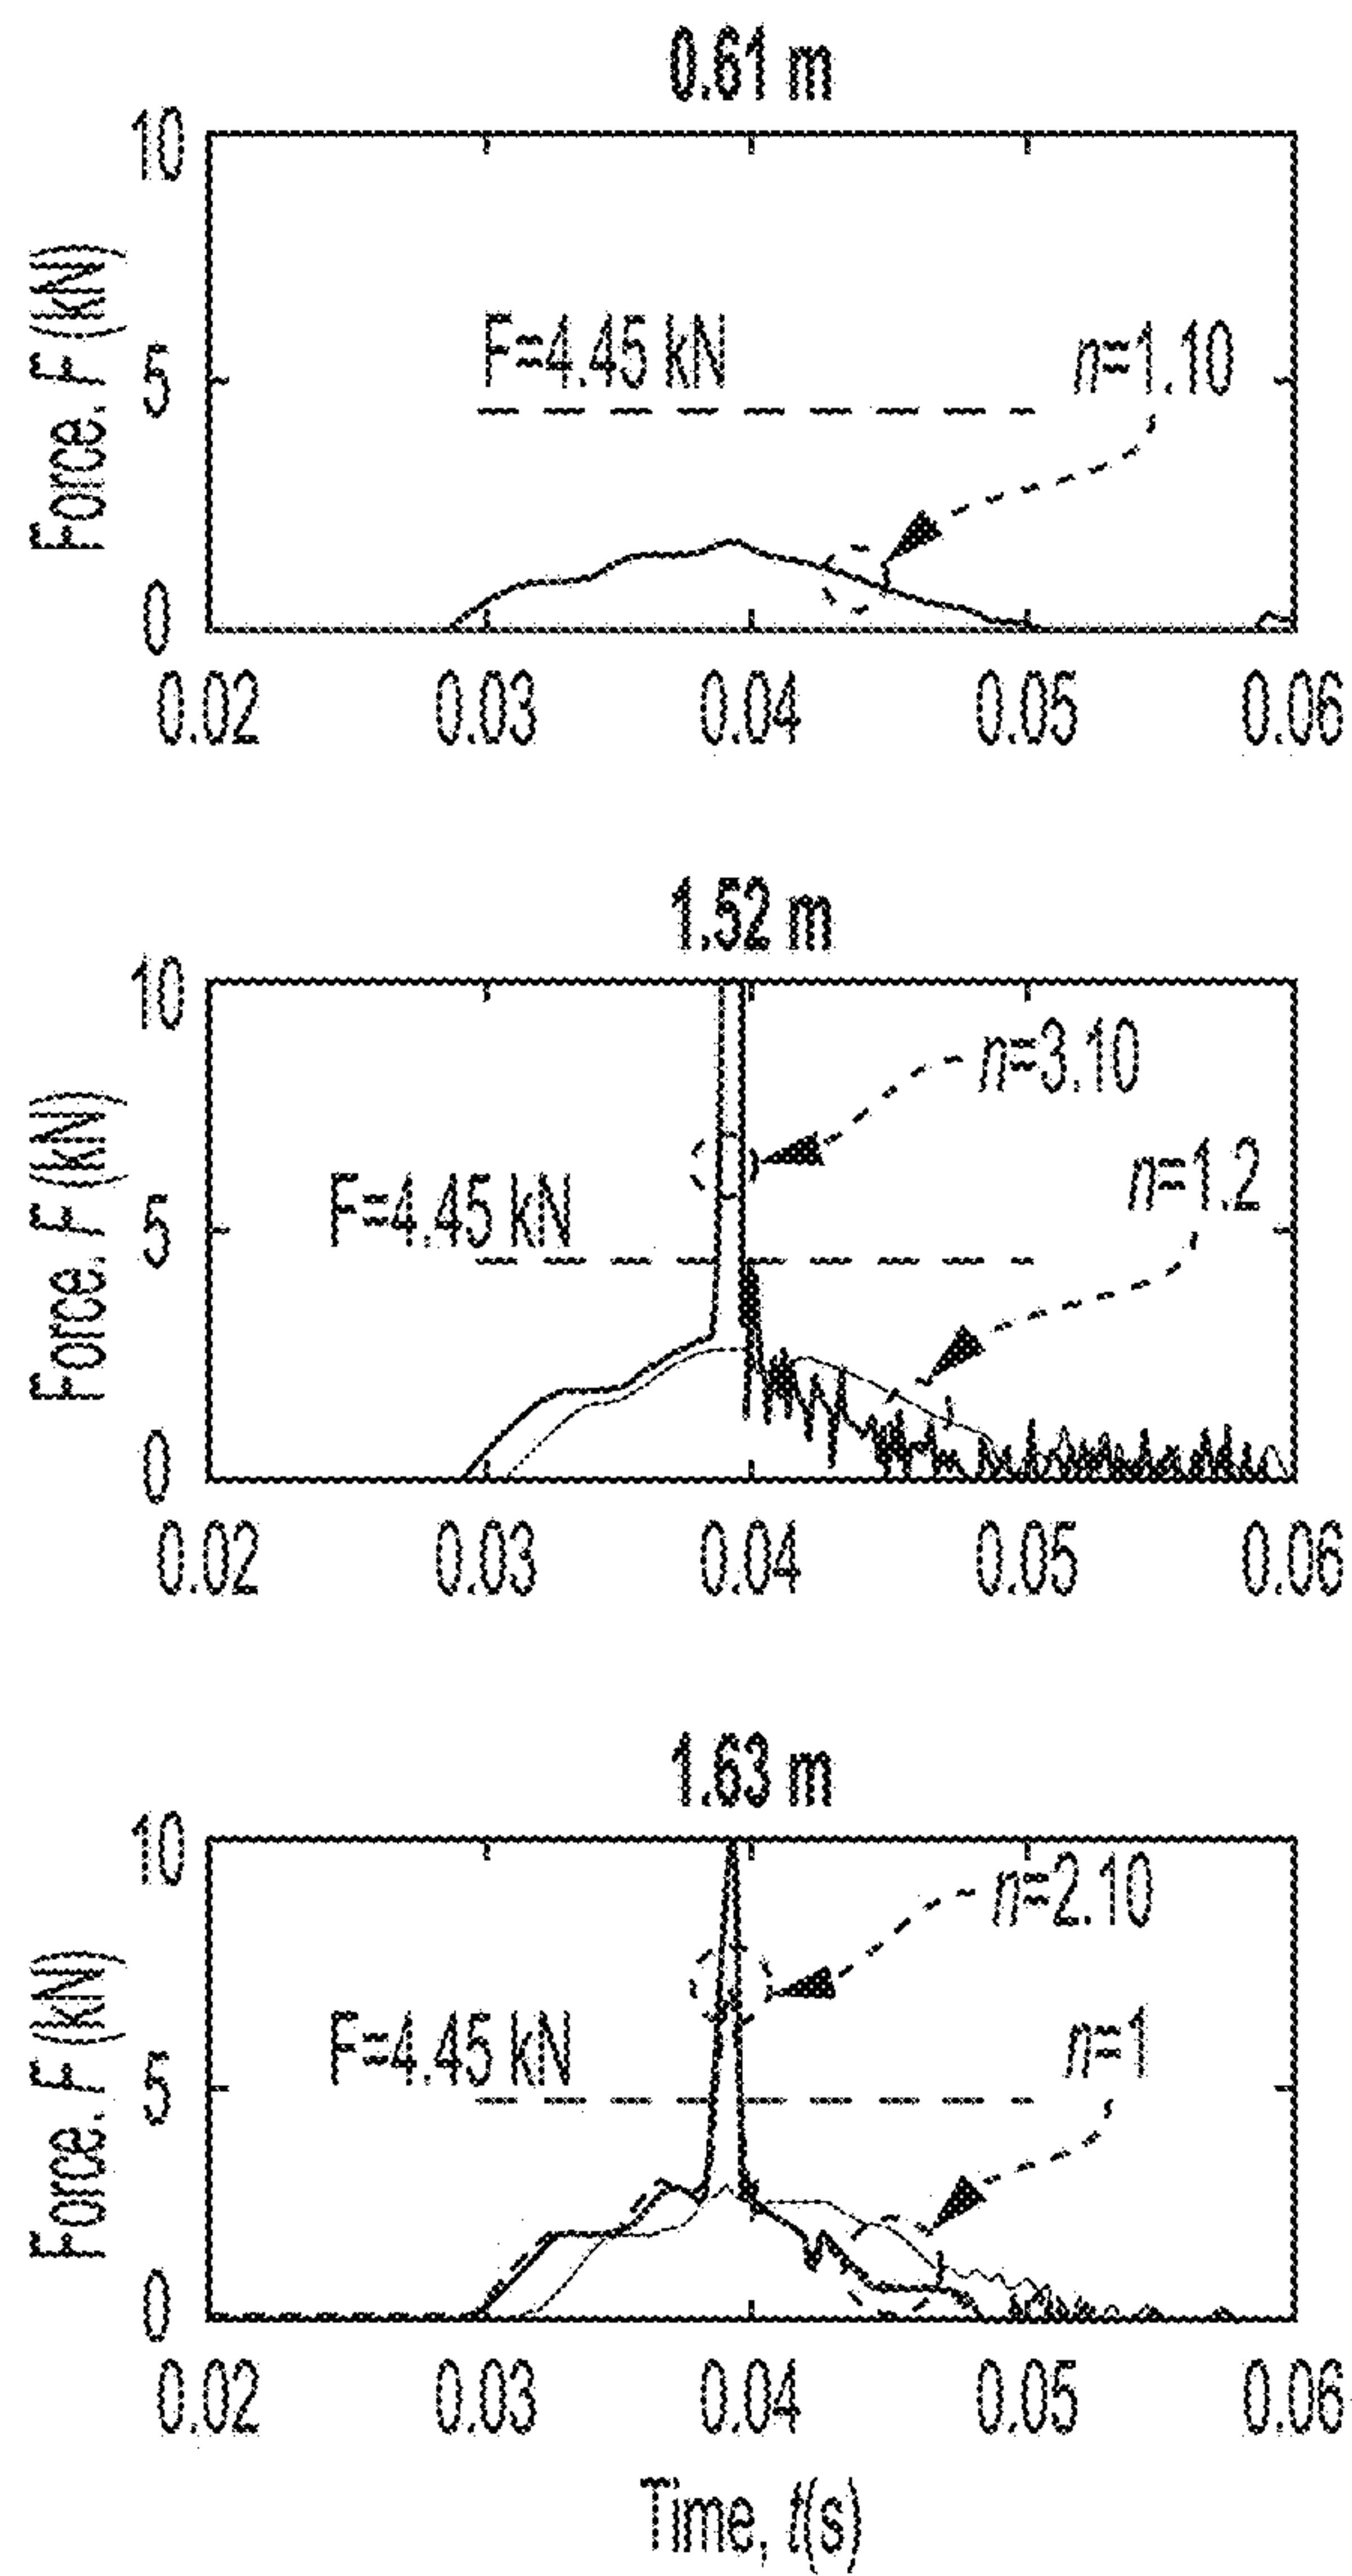 0.61 m
10
Force, F (kN)
F=4.45 kN
n=1.10
5
0
0.02 0.03 0.04 0.05 0.06
1.52 m
10
n=3.10
Force, F (kN)
n=1.2
F=4.45 kN
5
0
0.02 0.03 0.04 0.05 0.06
1.63 m
10
n=2.10
Force, F (kN)
F=4.45 kN
n=1
5
0
0.02 0.03 0.04 0.05 0.06
Time, t(s)